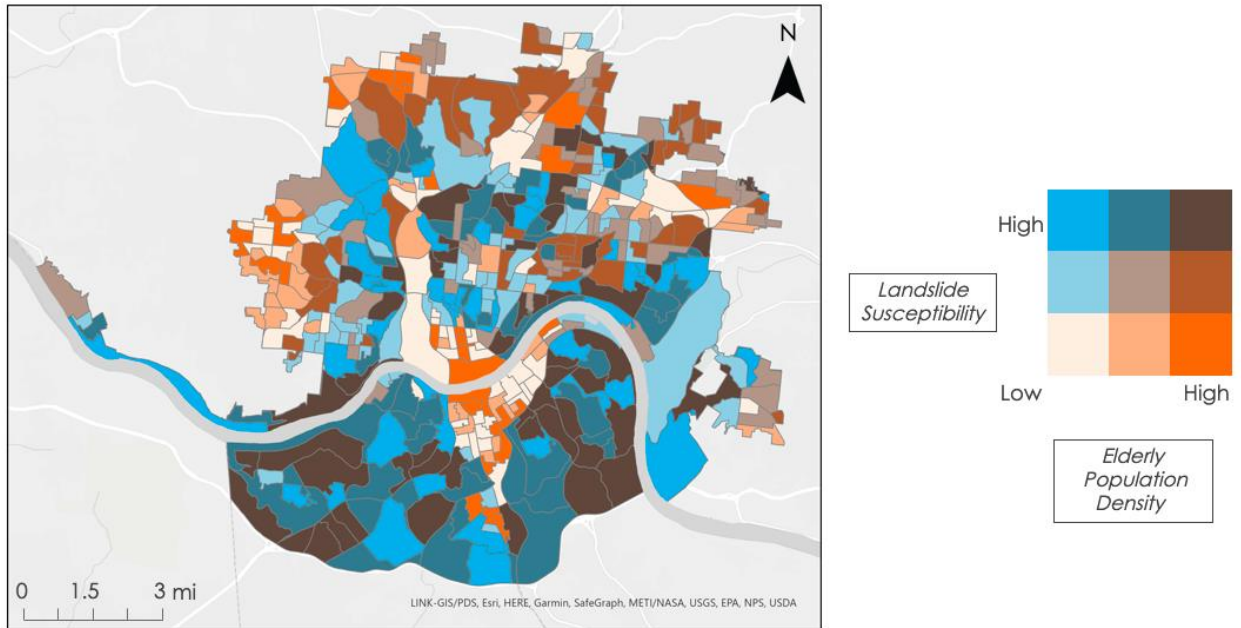 N
0 1.5 3 mi
LINK-GIS/PDS, Esri, HERE, Garmin, SafeGraph, METI/NASA, USGS, EPA, NPS, USDA
High
Landslide
Susceptibility
Low High
Elderly
Population
Density